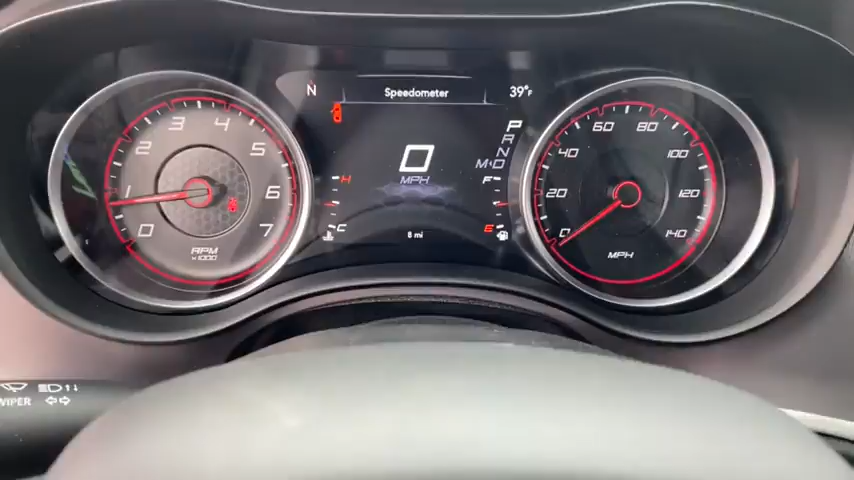 N Speedometer 39°F
0 1 2 3 4 5 6 7
RPM
x1000
P
R
N
M D
0
MPH
H
C
F
E
8 mi
0 20 40 60 80 100 120 140
MPH
WIPER